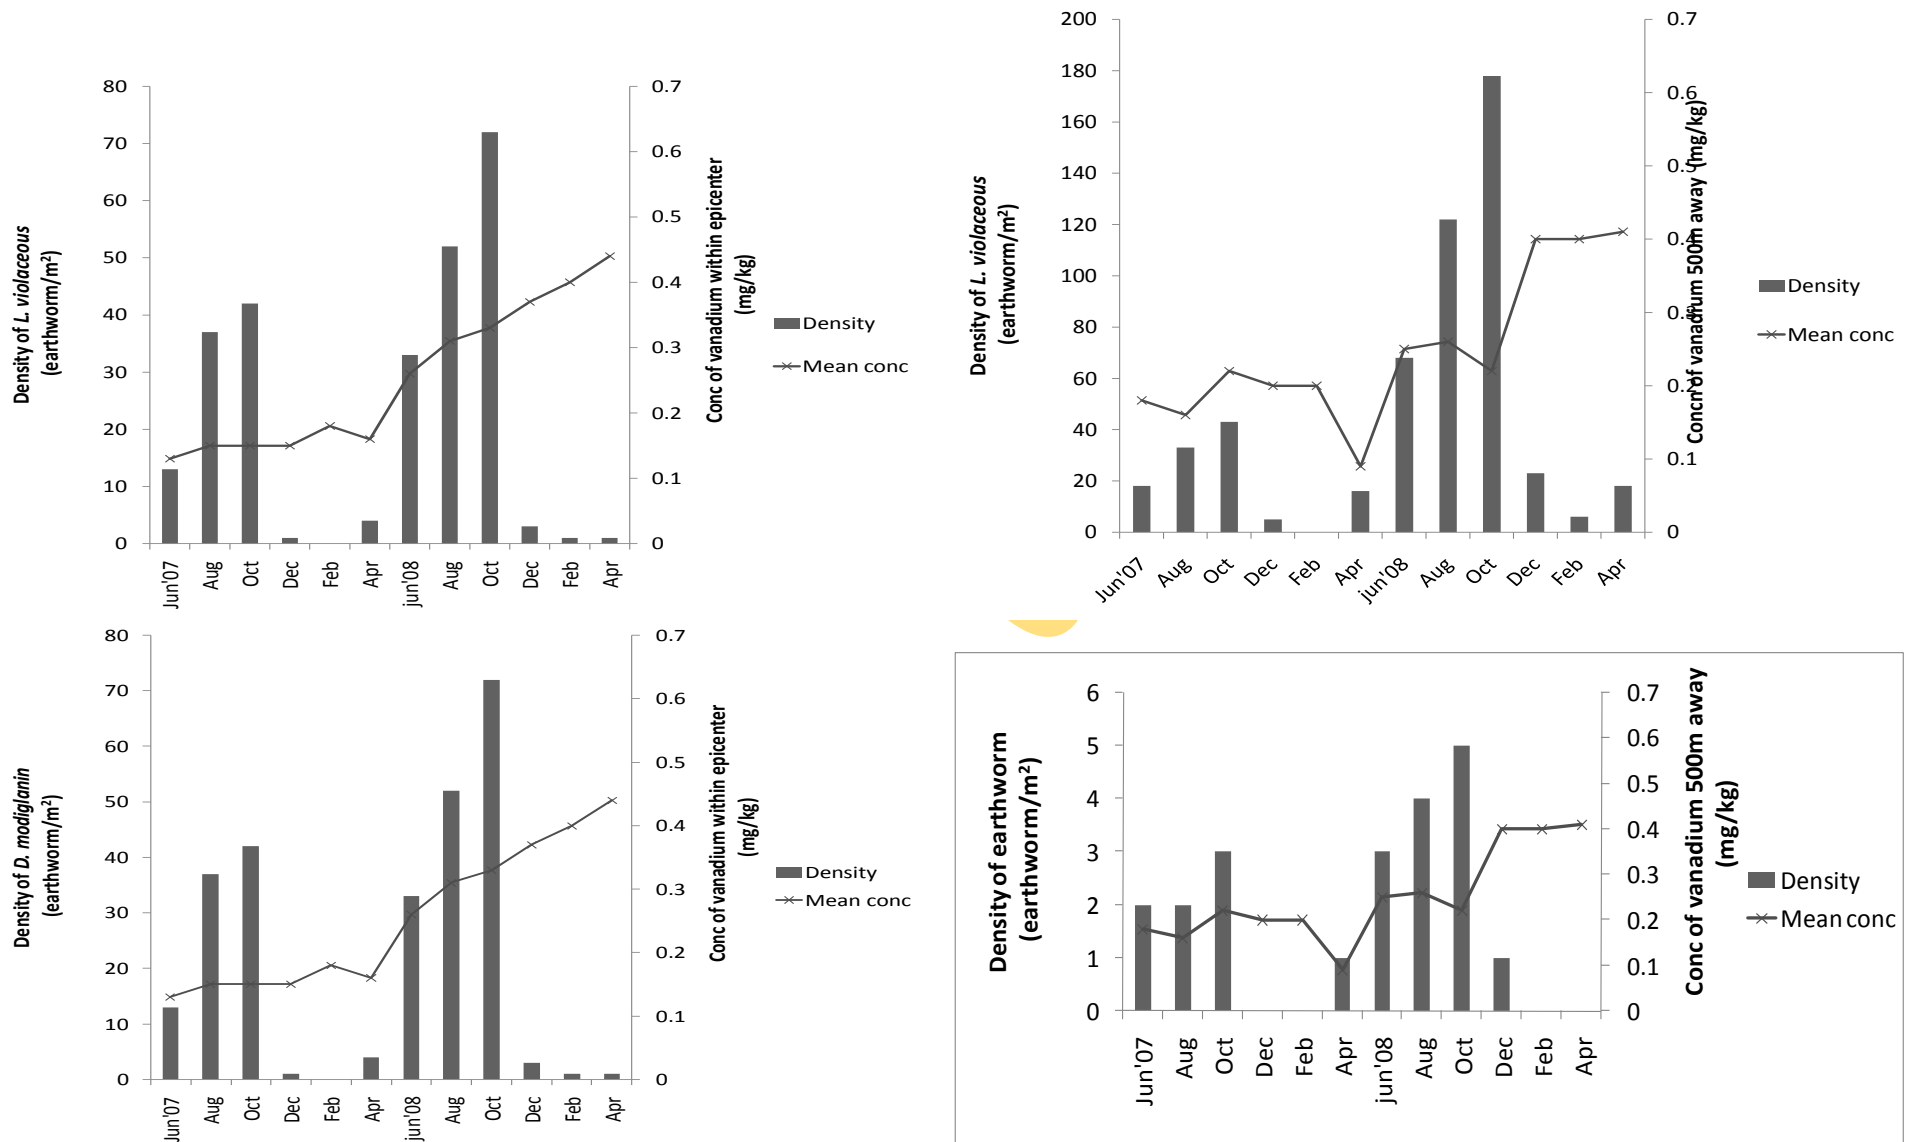 80
70
60
50
40
30
20
10
0
Density of L. violaceous
(earthworm/m²)
0.7
0.6
0.5
0.4
0.3
0.2
0.1
0
Conc of vanadium within epicenter
(mg/kg)
Jun'07
Aug
Oct
Dec
Feb
Apr
jun'08
Aug
Oct
Dec
Feb
Apr
Density
Mean conc
200
180
160
140
120
100
80
60
40
20
0
Density of L. violaceous
(earthworm/m²)
0.7
0.6
0.5
0.4
0.3
0.2
0.1
0
Concn of vanadium 500m away (mg/kg)
Jun'07
Aug
Oct
Dec
Feb
Apr
jun'08
Aug
Oct
Dec
Feb
Apr
Density
Mean conc
80
70
60
50
40
30
20
10
0
Density of D. modiglanin
(earthworm/m²)
0.7
0.6
0.5
0.4
0.3
0.2
0.1
0
Conc of vanadium within epicenter
(mg/kg)
Jun'07
Aug
Oct
Dec
Feb
Apr
jun'08
Aug
Oct
Dec
Feb
Apr
Density
Mean conc
6
5
4
3
2
1
0
Density of earthworm
(earthworm/m²)
0.7
0.6
0.5
0.4
0.3
0.2
0.1
0
Conc of vanadium 500m away
(mg/kg)
Jun'07
Aug
Oct
Dec
Feb
Apr
jun'08
Aug
Oct
Dec
Feb
Apr
Density
Mean conc